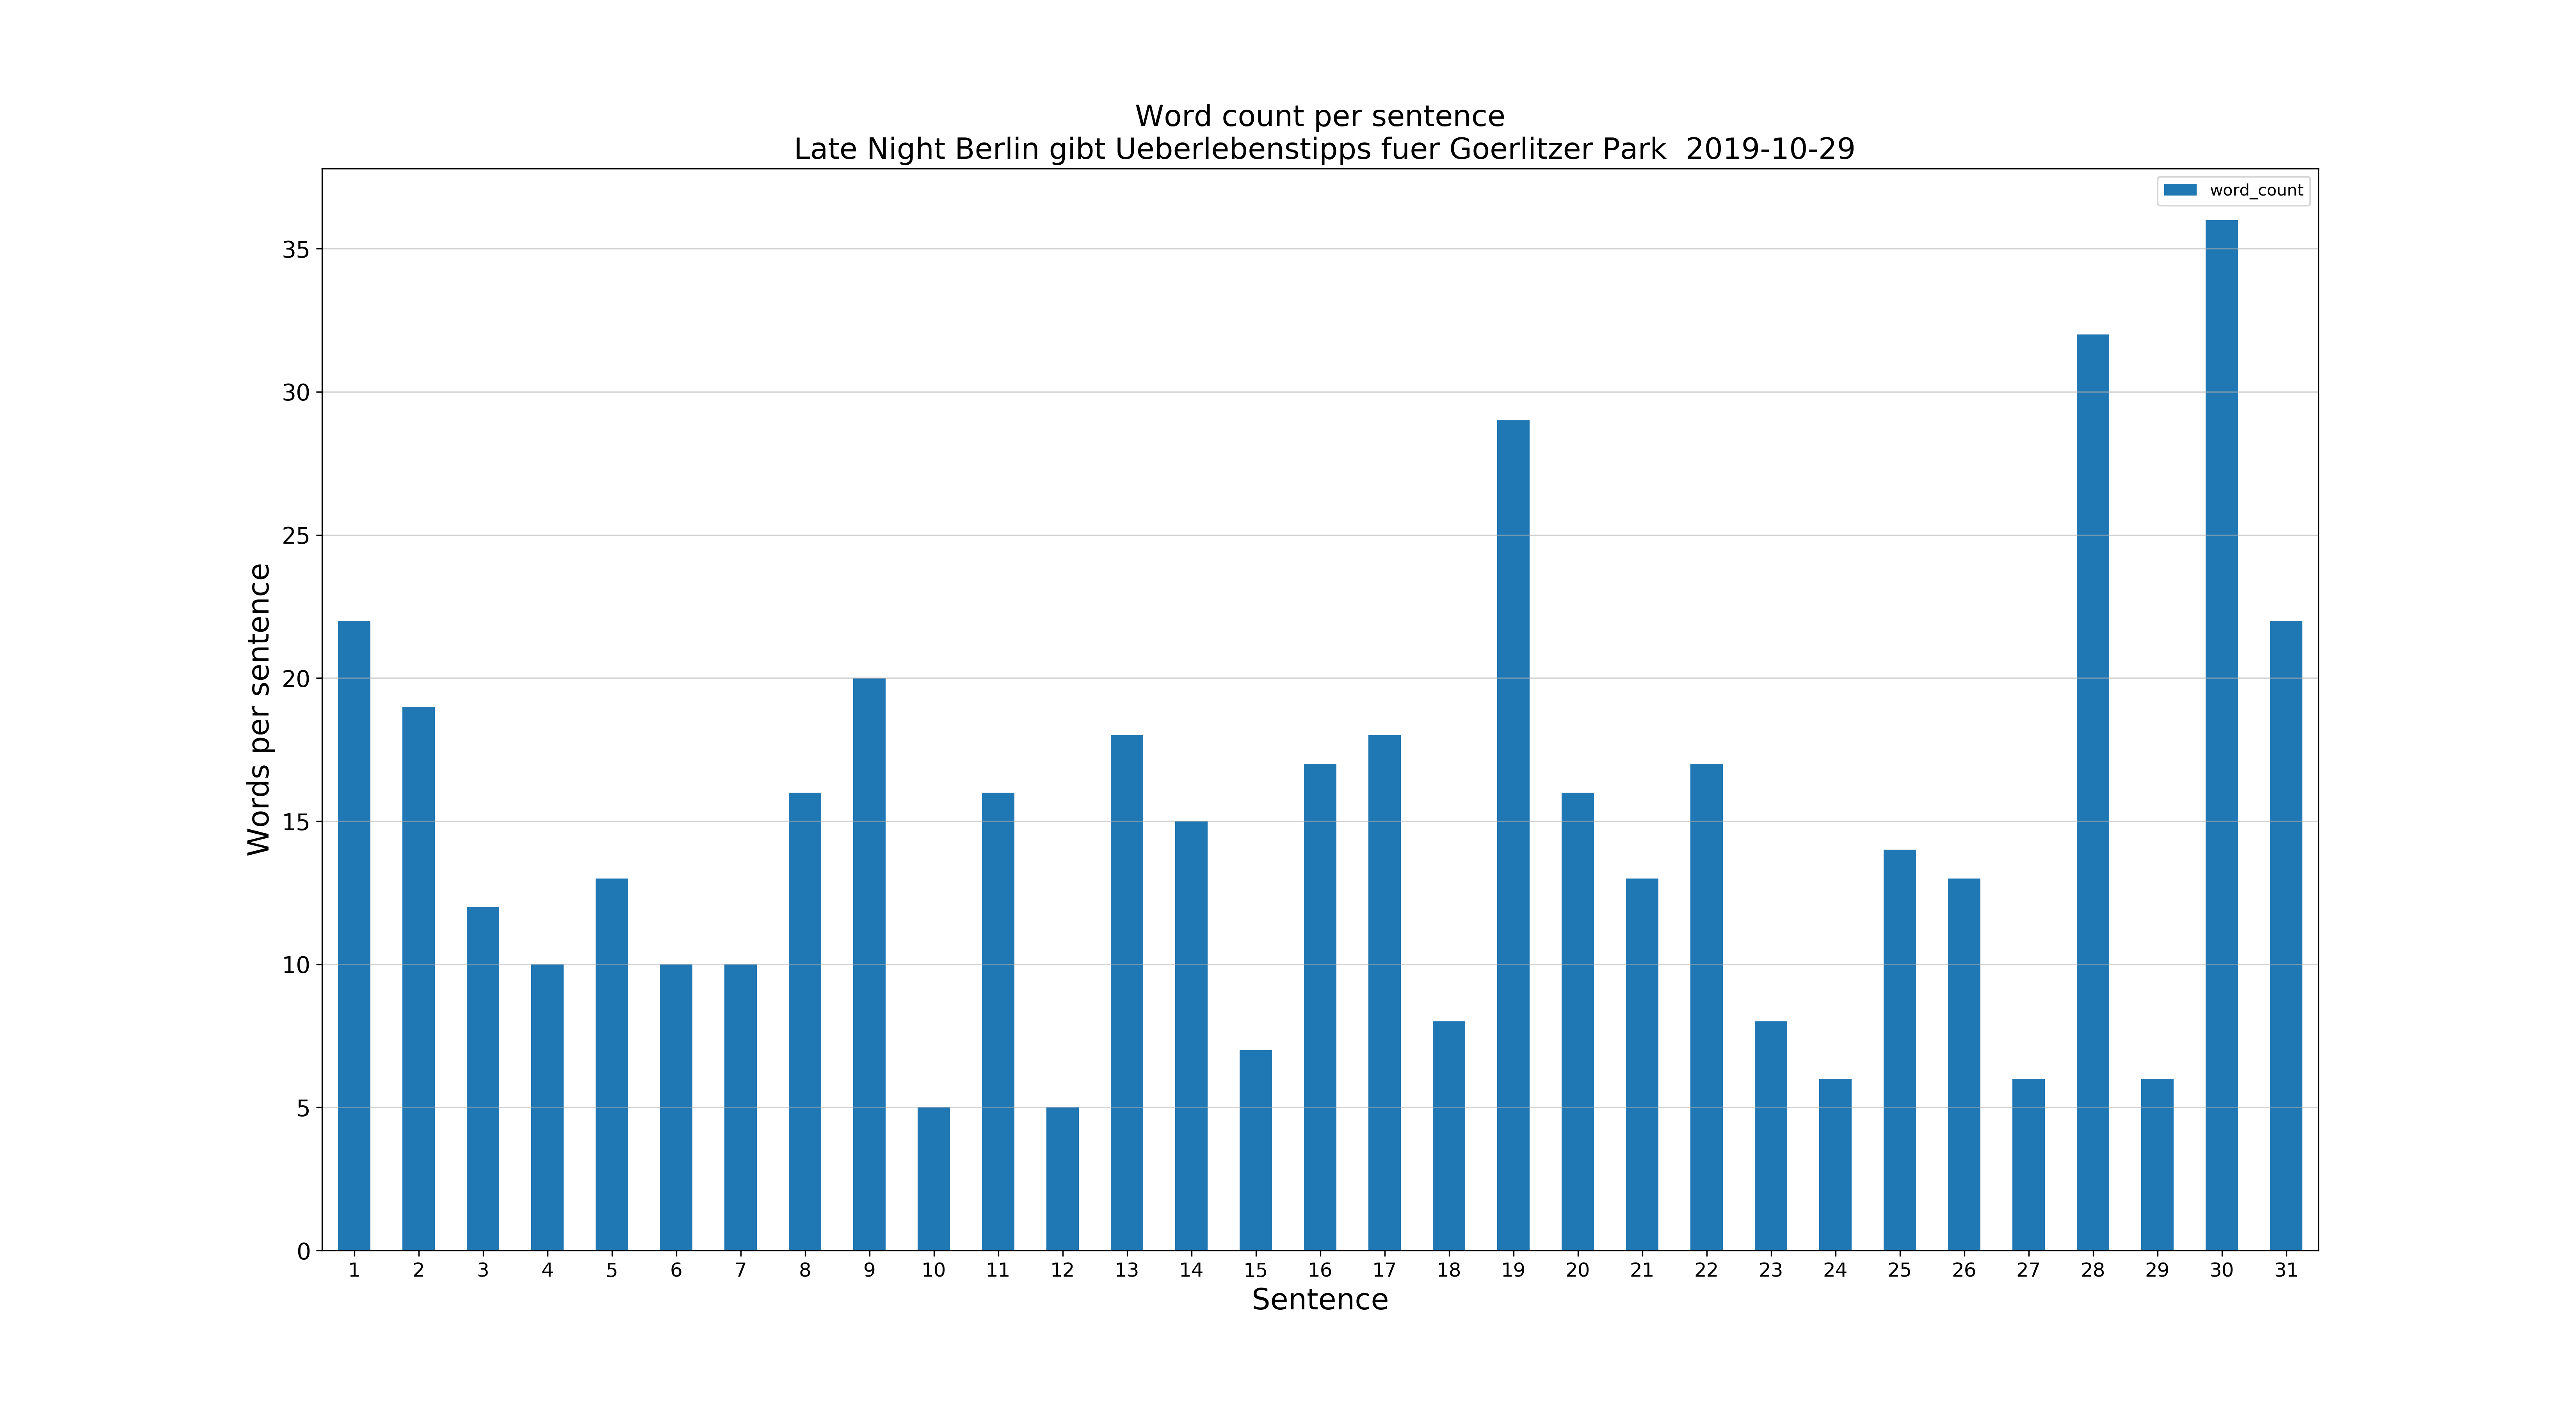 Word count per sentence
Late Night Berlin gibt Ueberlebenstipps fuer Goerlitzer Park  2019-10-29
word_count
35
30
25
20
15
10
5
0
Words per sentence
1 2 3 4 5 6 7 8 9 10 11 12 13 14 15 16 17 18 19 20 21 22 23 24 25 26 27 28 29 30 31
Sentence